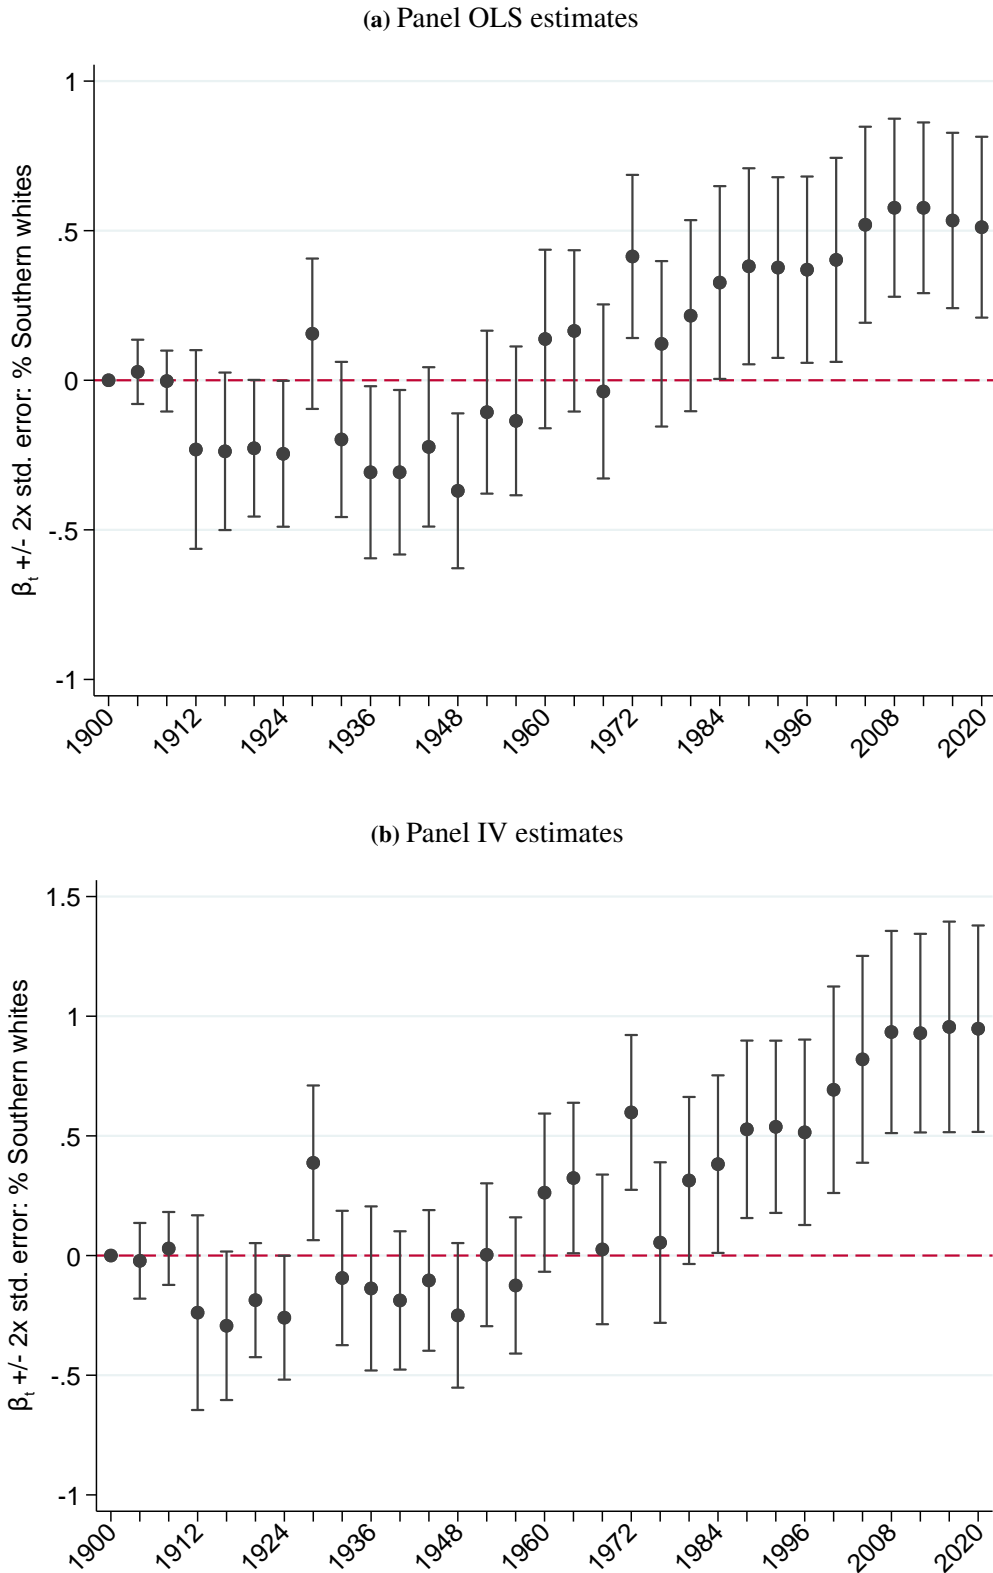 (a) Panel OLS estimates
1
.5
0
-.5
-1
βt +/- 2x std. error: % Southern whites
1900 1912 1924 1936 1948 1960 1972 1984 1996 2008 2020
(b) Panel IV estimates
1.5
1
.5
0
-.5
-1
βt +/- 2x std. error: % Southern whites
1900 1912 1924 1936 1948 1960 1972 1984 1996 2008 2020